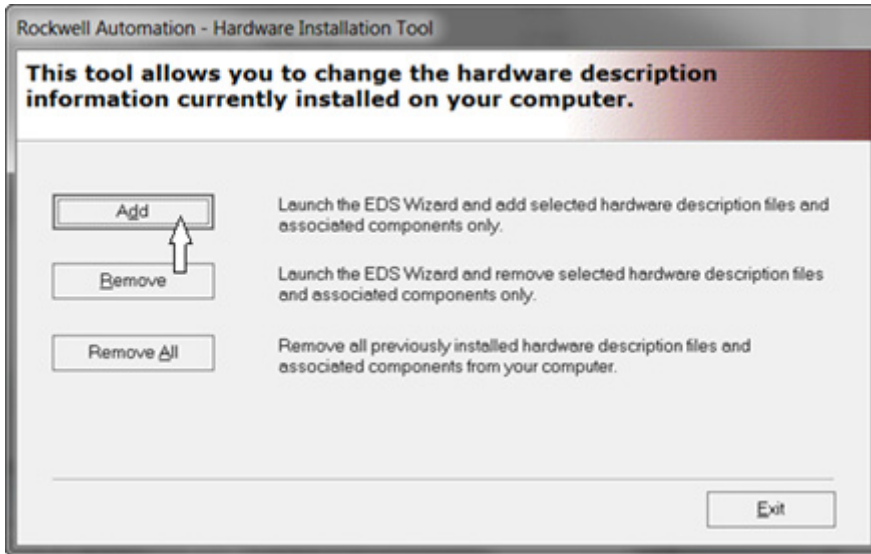 Rockwell Automation - Hardware Installation Tool
This tool allows you to change the hardware description
information currently installed on your computer.
Add
Launch the EDS Wizard and add selected hardware description files and
associated components only.
Remove
Launch the EDS Wizard and remove selected hardware description files
and associated components only.
Remove All
Remove all previously installed hardware description files and
associated components from your computer.
Exit